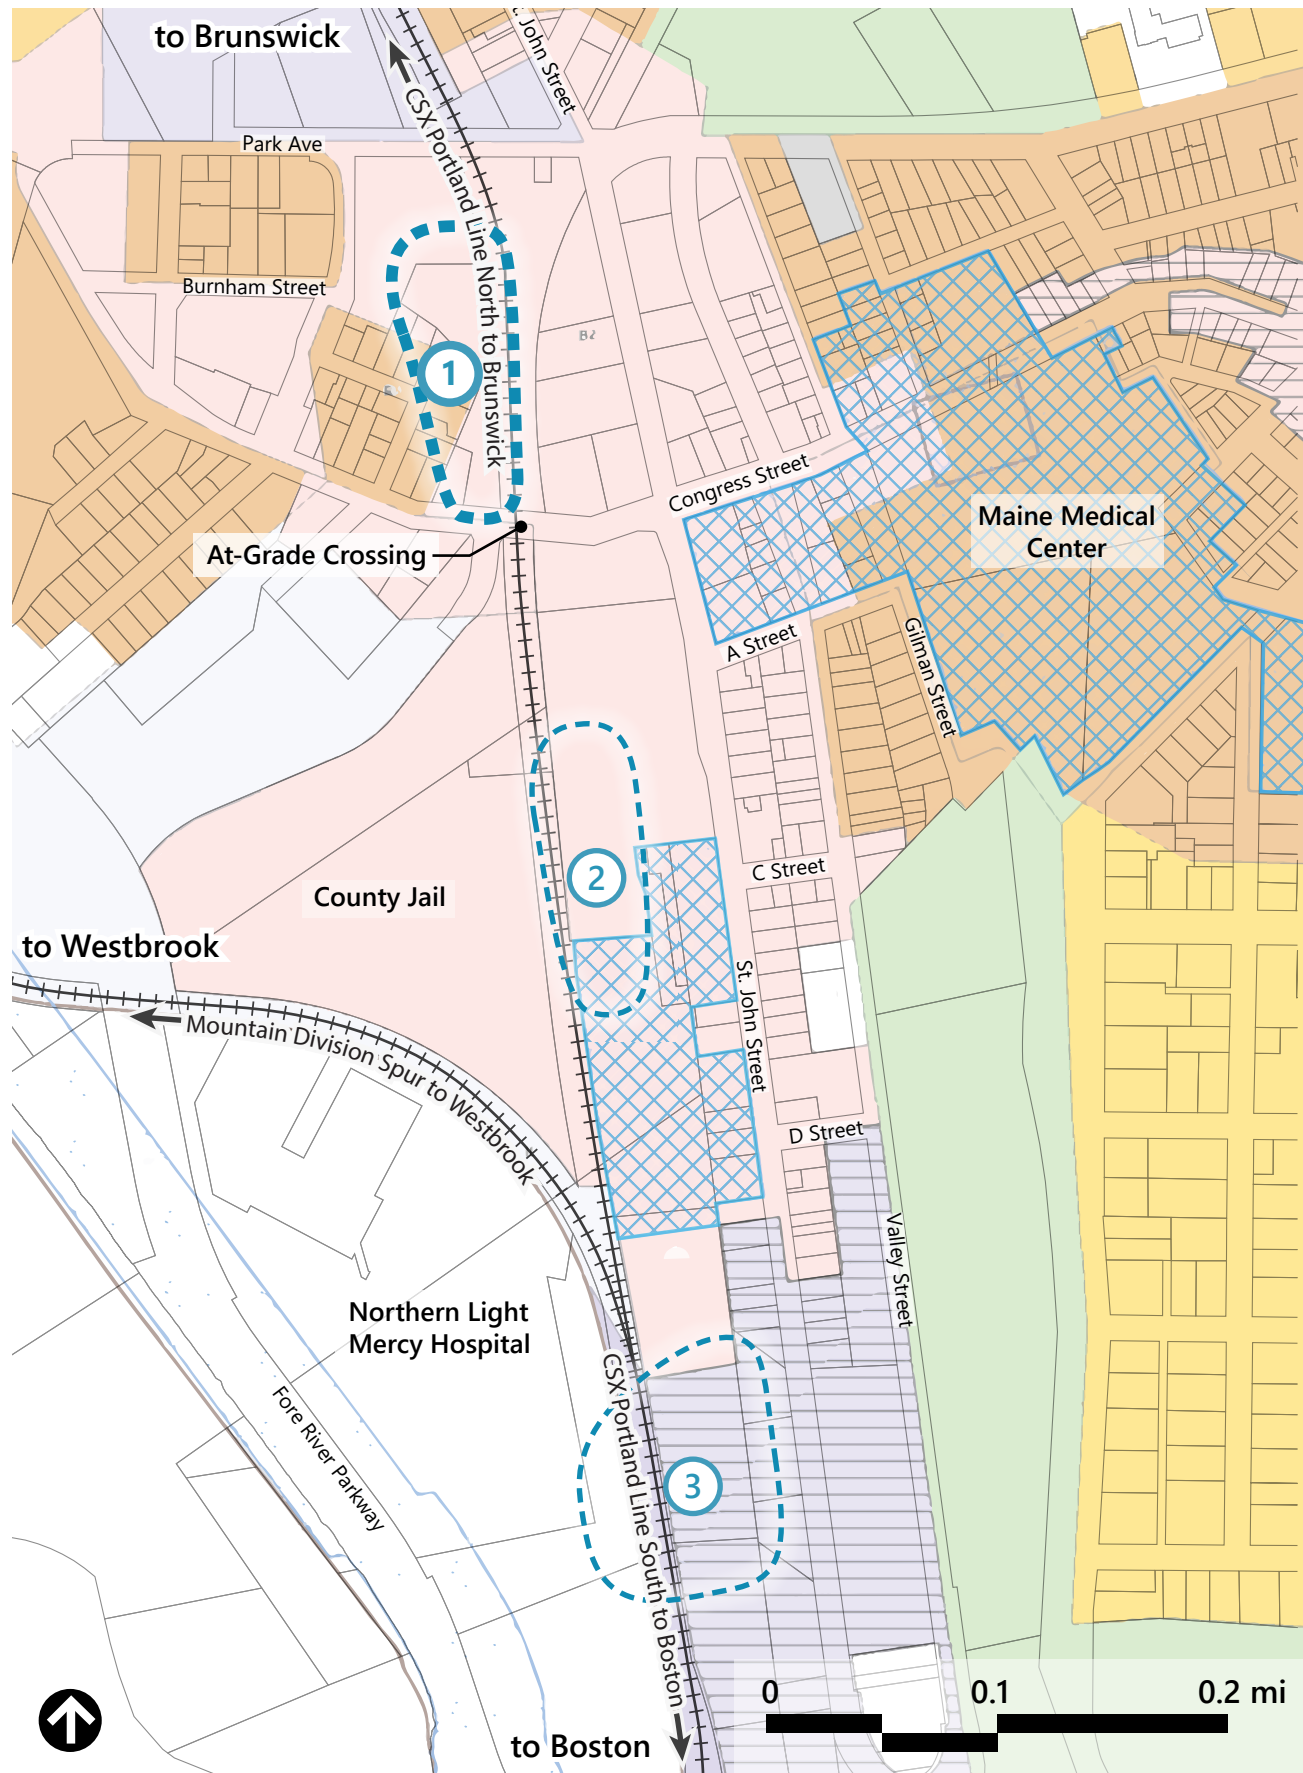 to Brunswick
t. John Street
CSX Portland Line North to Brunswick
Park Ave
Burnham Street
B2
1
Congress Street
Maine Medical
Center
At-Grade Crossing
A Street
Gilman Street
2
C Street
County Jail
to Westbrook
St. John Street
Mountain Division Spur to Westbrook
D Street
Valley Street
Northern Light
Mercy Hospital
CSX Portland Line South to Boston
Fore River Parkway
3
0 0.1 0.2 mi
to Boston